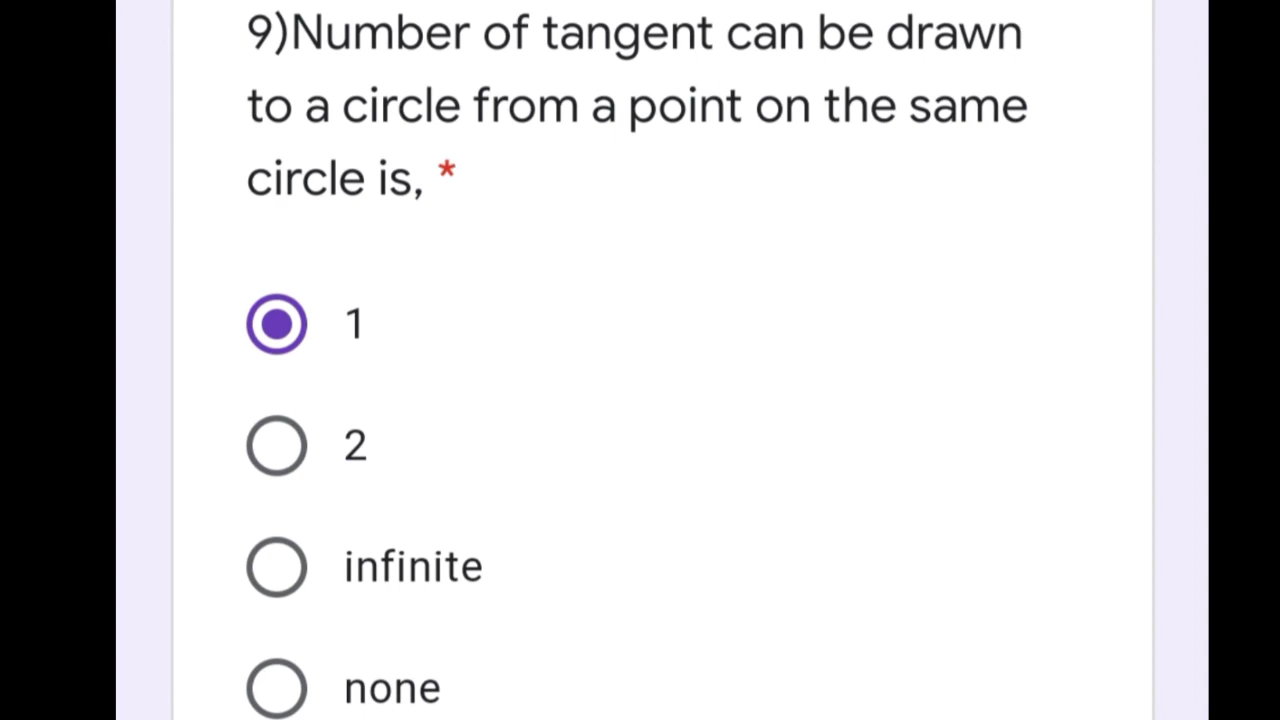 9)Number of tangent can be drawn
to a circle from a point on the same
circle is, *
1
2
infinite
none